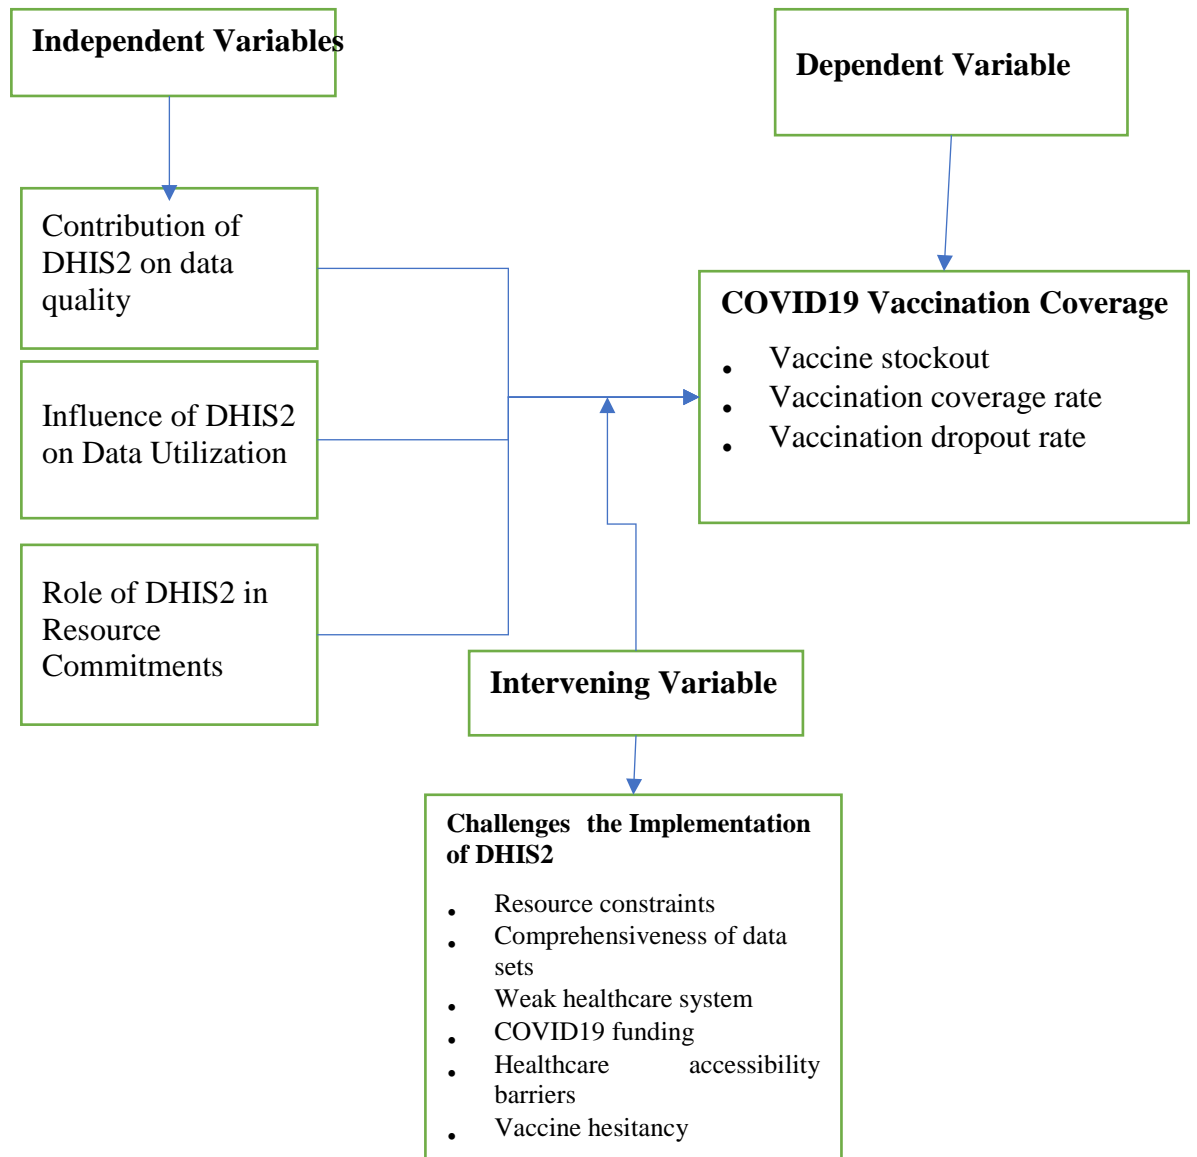 Independent Variables
Dependent Variable
Contribution of
DHIS2 on data
quality
Influence of DHIS2
on Data Utilization
Role of DHIS2 in
Resource
Commitments
COVID19 Vaccination Coverage
• Vaccine stockout
• Vaccination coverage rate
• Vaccination dropout rate
Intervening Variable
Challenges the Implementation
of DHIS2
• Resource constraints
• Comprehensiveness of data
sets
• Weak healthcare system
• COVID19 funding
• Healthcare accessibility
barriers
• Vaccine hesitancy